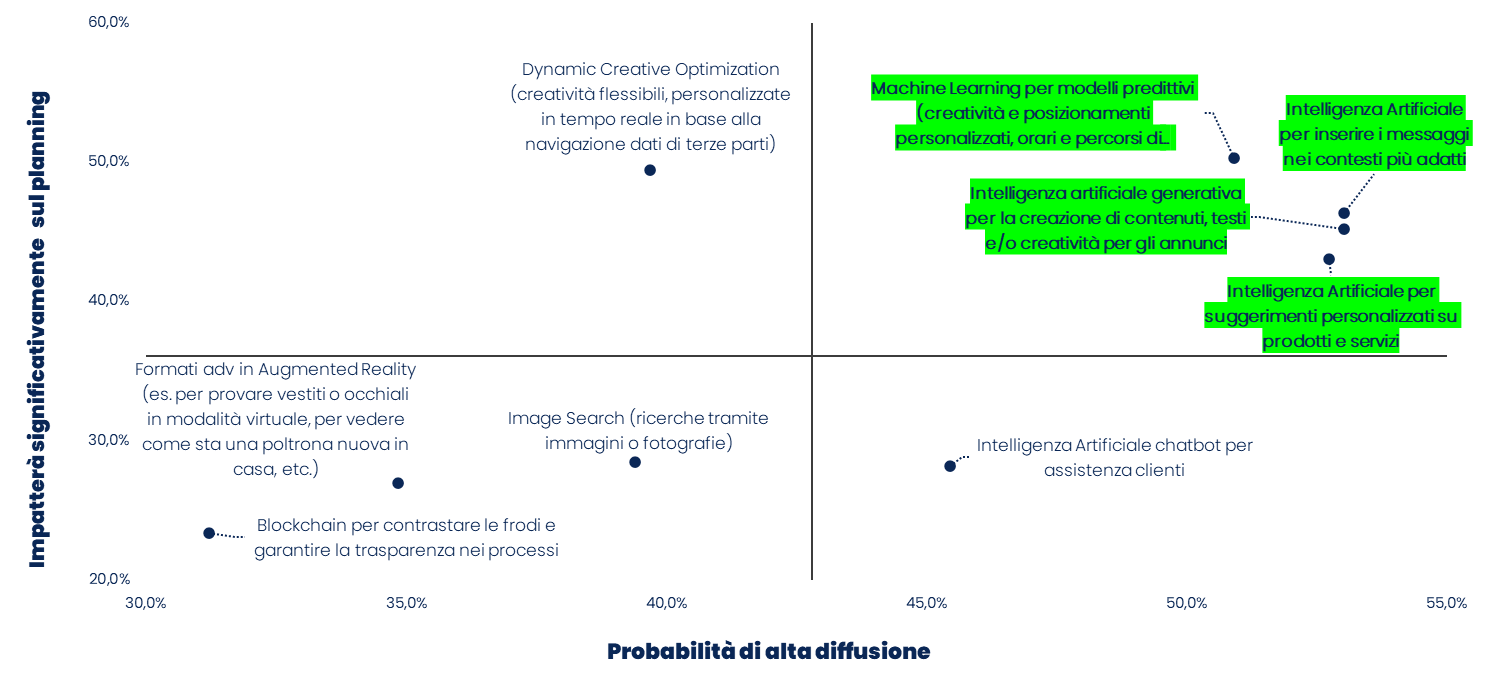 60,0%
Dynamic Creative Optimization
(creatività flessibili, personalizzate
in tempo reale in base alla
navigazione dati di terze parti)
Machine Learning per modelli predittivi
(creatività e posizionamenti
personalizzati, orari e percorsi di...
Intelligenza Artificiale
per inserire i messaggi
nei contesti più adatti
50,0%
Intelligenza artificiale generativa
per la creazione di contenuti, testi
e/o creatività per gli annunci
Intelligenza Artificiale per
suggerimenti personalizzati su
prodotti e servizi
40,0%
Impatterà significativamente sul planning
Formati adv in Augmented Reality
(es. per provare vestiti o occhiali
in modalità virtuale, per vedere
come sta una poltrona nuova in
casa, etc.)
Image Search (ricerche tramite
immagini o fotografie)
30,0%
Intelligenza Artificiale chatbot per
assistenza clienti
Blockchain per contrastare le frodi e
garantire la trasparenza nei processi
20,0%
30,0% 35,0% 40,0% 45,0% 50,0% 55,0%
Probabilità di alta diffusione